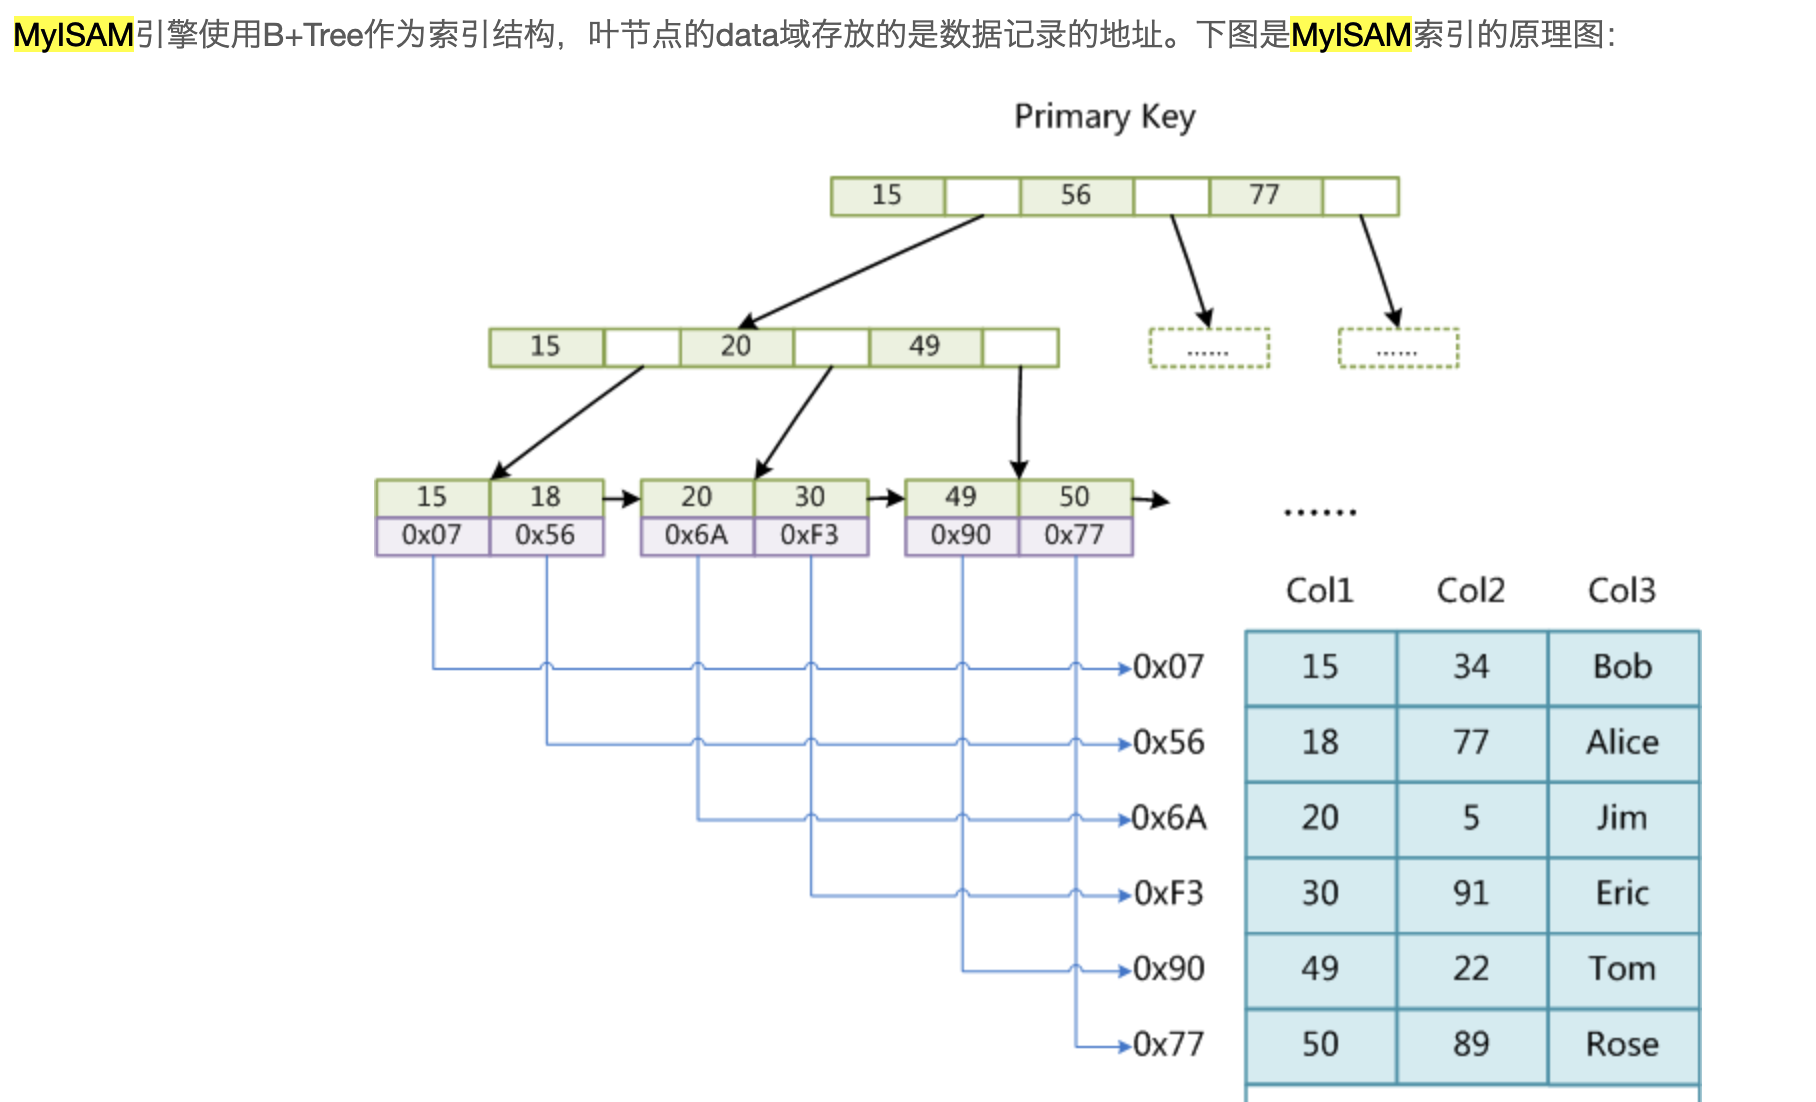 MyISAM引擎使用B+Tree作为索引结构，叶节点的data域存放的是数据记录的地址。下图是MyISAM索引的原理图：
Primary Key
15 56 77
15 20 49 …… ……
15 18 20 30 49 50
0x07 0x56 0x6A 0xF3 0x90 0x77
……
Col1 Col2 Col3
0x07 15 34 Bob
0x56 18 77 Alice
0x6A 20 5 Jim
0xF3 30 91 Eric
0x90 49 22 Tom
0x77 50 89 Rose